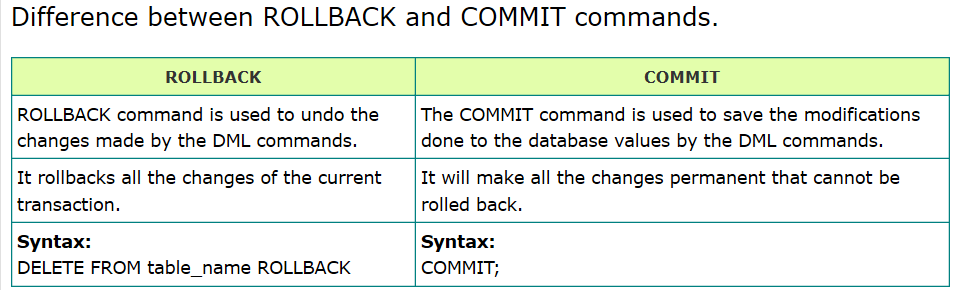 Difference between ROLLBACK and COMMIT commands.
ROLLBACK
COMMIT
ROLLBACK command is used to undo the
changes made by the DML commands.
The COMMIT command is used to save the modifications
done to the database values by the DML commands.
It rollbacks all the changes of the current
transaction.
It will make all the changes permanent that cannot be
rolled back.
Syntax:
DELETE FROM table_name ROLLBACK
Syntax:
COMMIT;